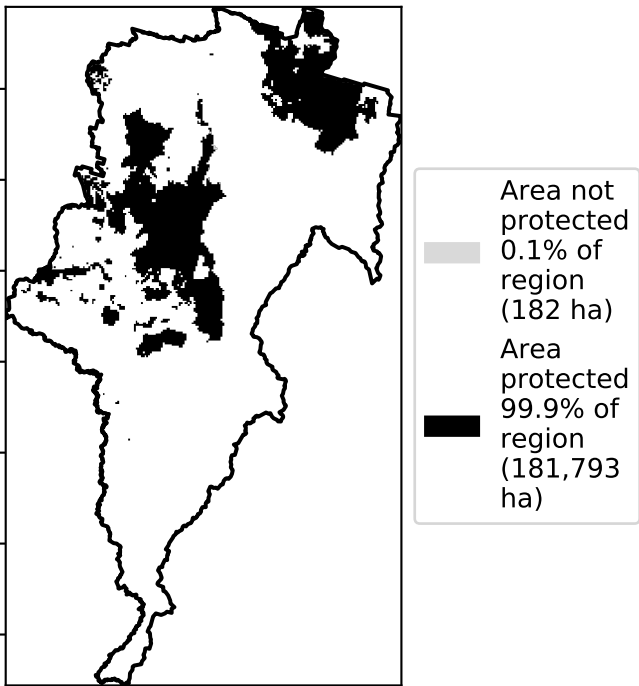 Area not
protected
0.1% of
region
(182 ha)
Area
protected
99.9% of
region
(181,793
ha)